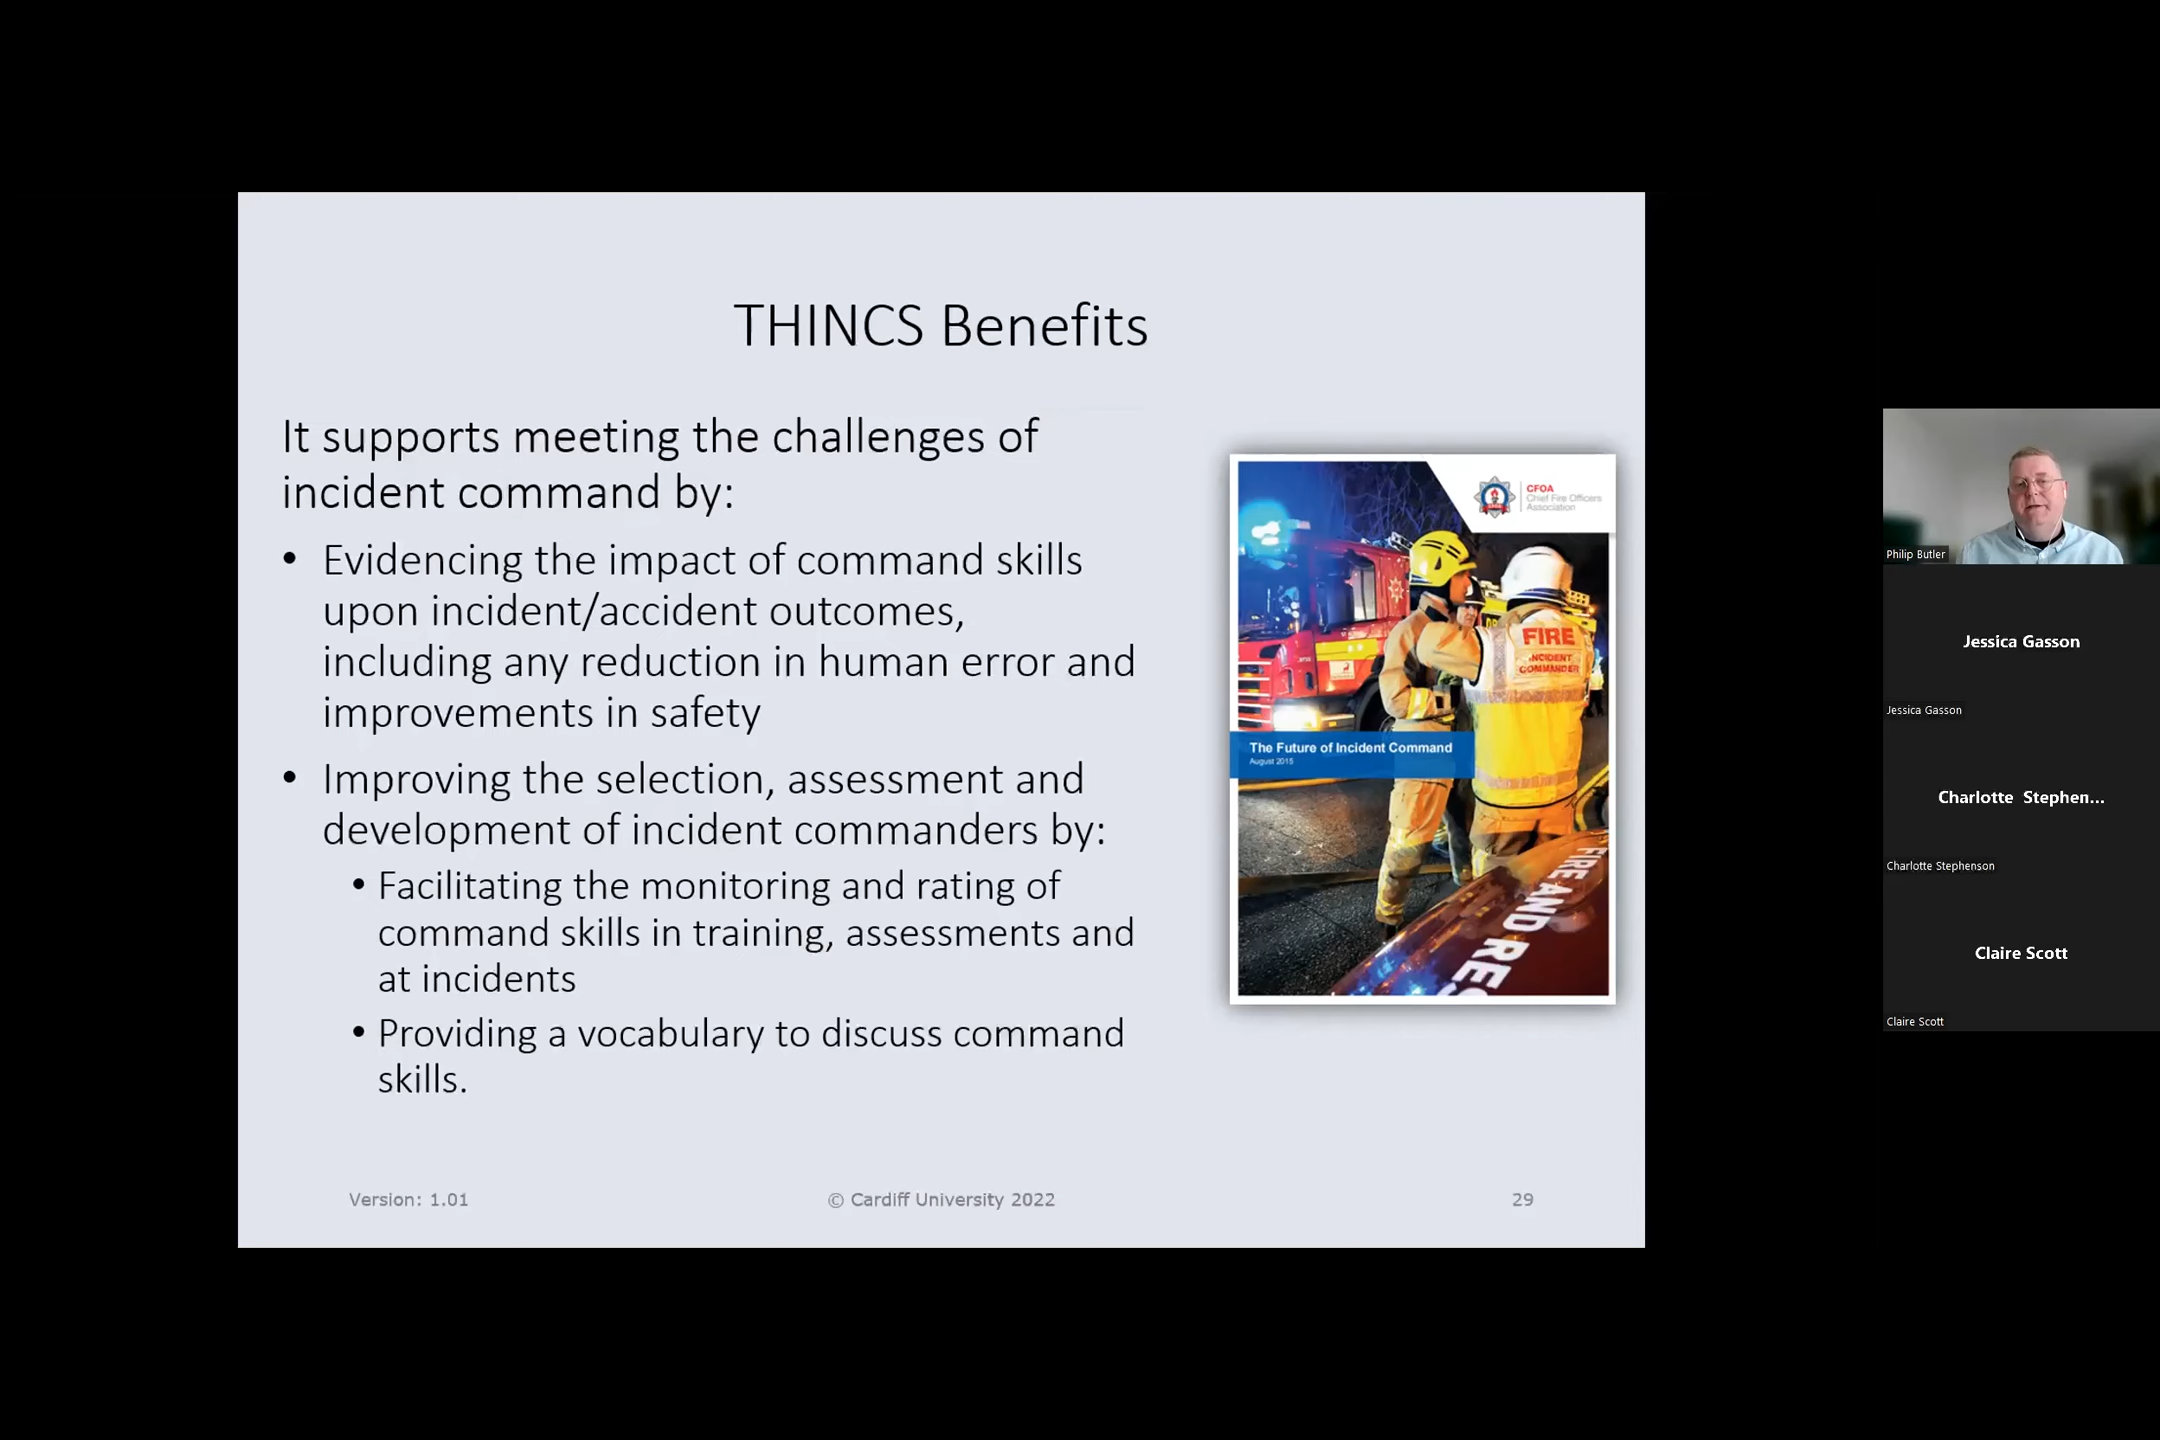 THINCS Benefits
It supports meeting the challenges of
incident command by:
• Evidencing the impact of command skills
upon incident/accident outcomes,
including any reduction in human error and
improvements in safety
• Improving the selection, assessment and
development of incident commanders by:
• Facilitating the monitoring and rating of
command skills in training, assessments and
at incidents
• Providing a vocabulary to discuss command
skills.
CFOA
Chief Fire Officers
Association
FIRE
INCIDENT
COMMANDER
The Future of Incident Command
August 2015
FIRE AND RES
Version: 1.01
© Cardiff University 2022
29
Philip Butler
Jessica Gasson
Jessica Gasson
Charlotte Stephen...
Charlotte Stephenson
Claire Scott
Claire Scott